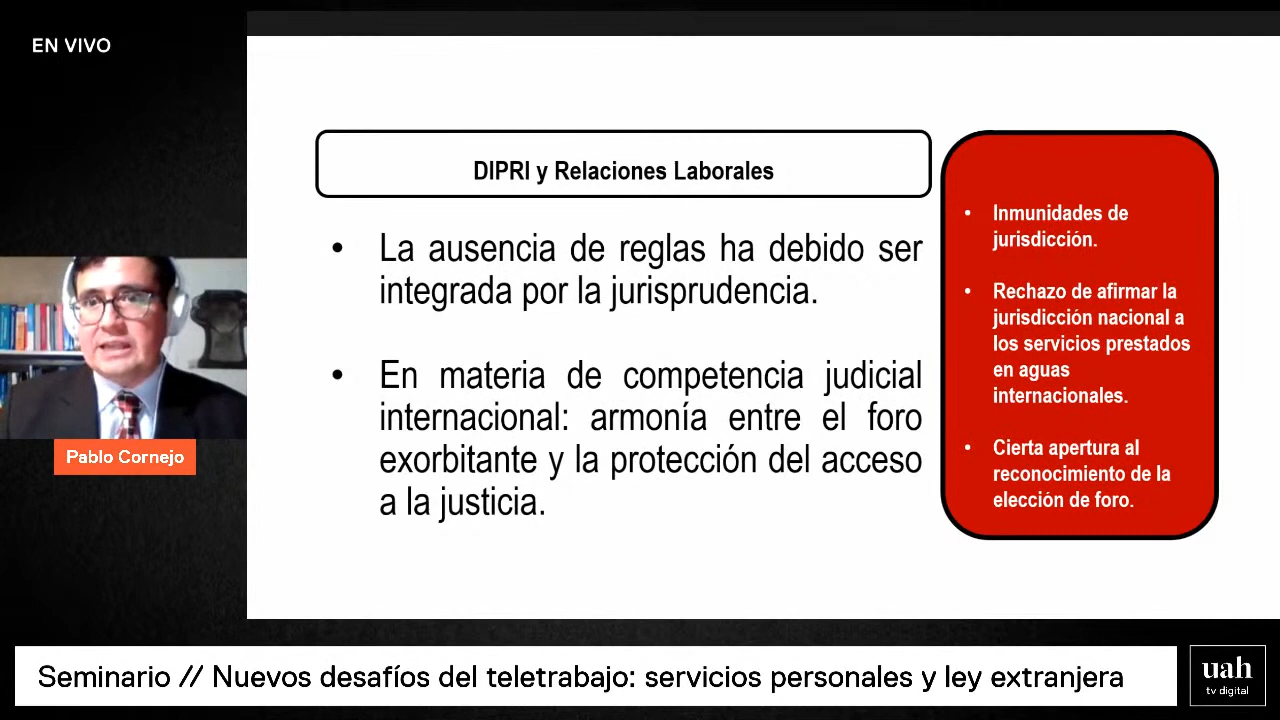 EN VIVO
DIPRI y Relaciones Laborales
• La ausencia de reglas ha debido ser
integrada por la jurisprudencia.
• En materia de competencia judicial
internacional: armonía entre el foro
exorbitante y la protección del acceso
a la justicia.
• Inmunidades de
jurisdicción.
• Rechazo de afirmar la
jurisdicción nacional a
los servicios prestados
en aguas
internacionales.
• Cierta apertura al
reconocimiento de la
elección de foro.
Pablo Cornejo
Seminario // Nuevos desafíos del teletrabajo: servicios personales y ley extranjera
uah
tv digital